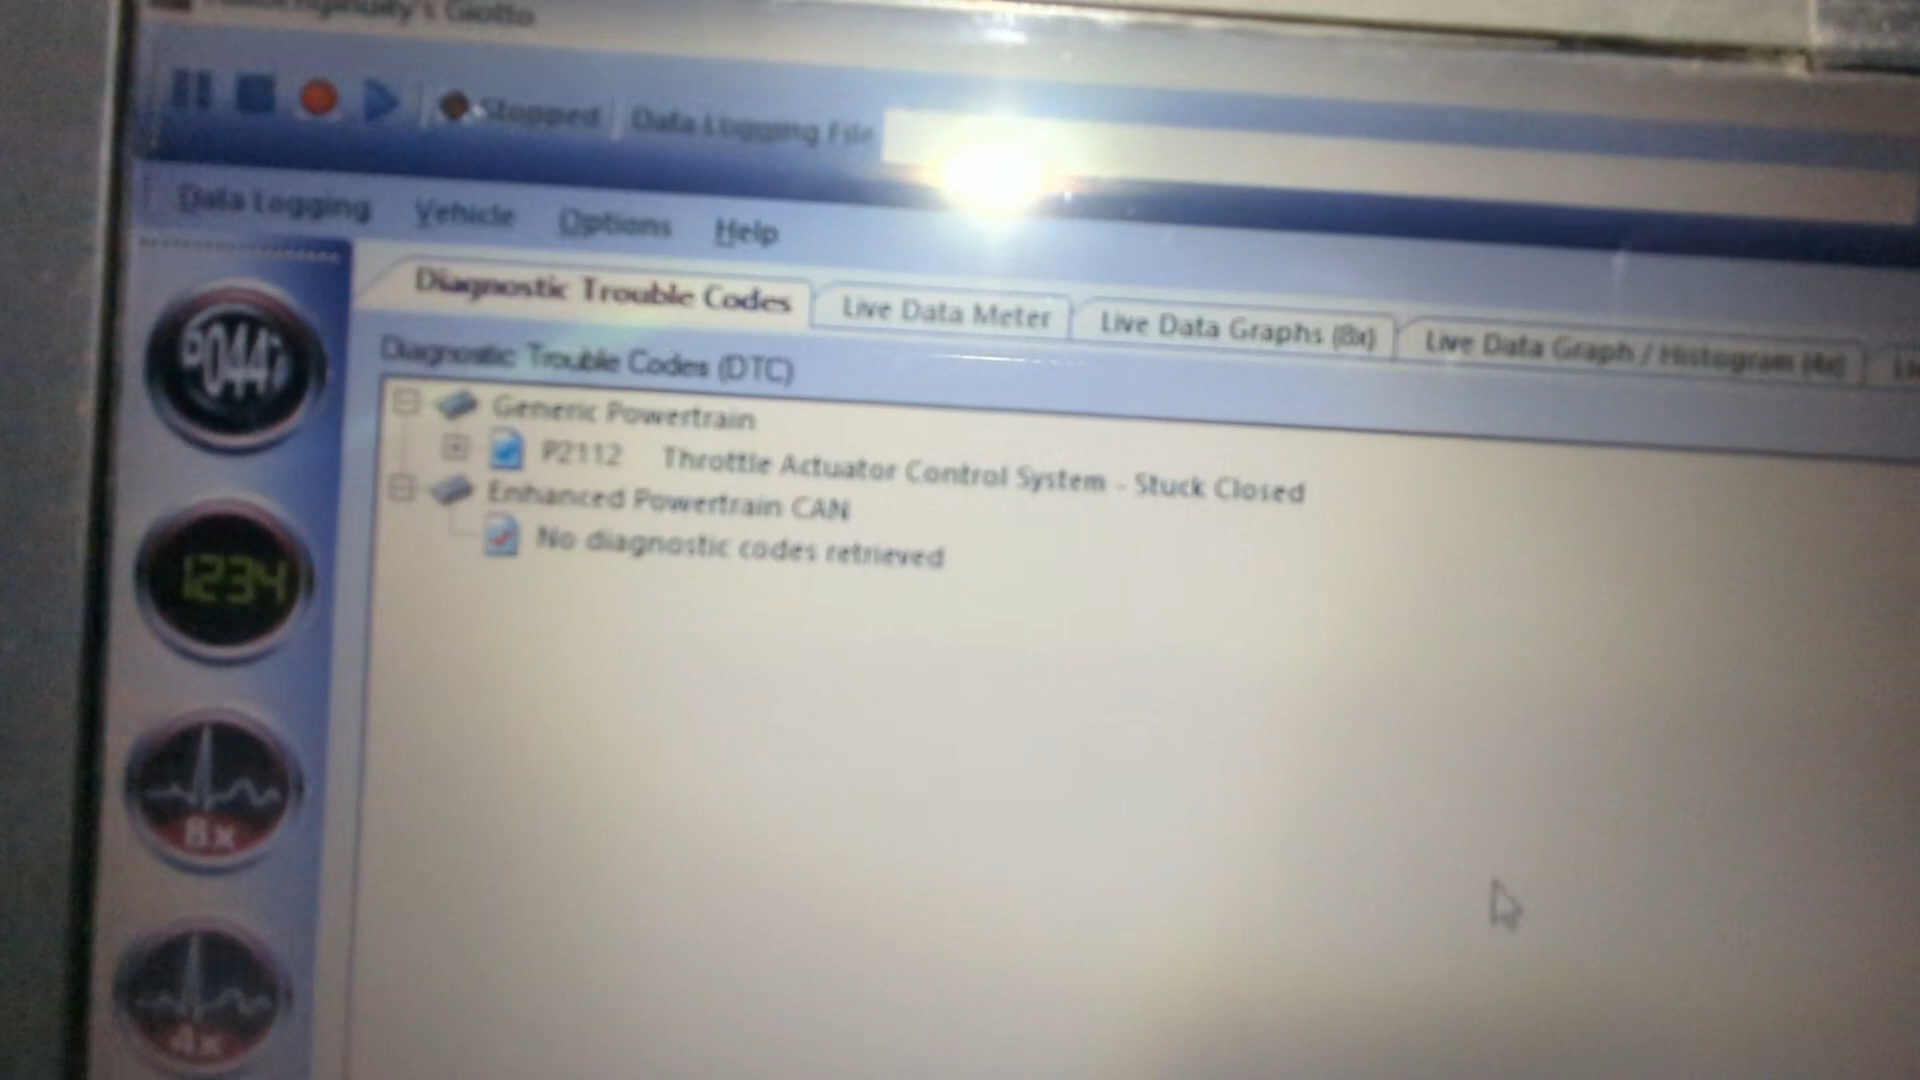 Giotto
Stopped Data Logging File
Data Logging Vehicle Options Help
Diagnostic Trouble Codes Live Data Meter Live Data Graphs (8x) Live Data Graph / Histogram (4x)
Diagnostic Trouble Codes (DTC)
Generic Powertrain
P2112 Throttle Actuator Control System - Stuck Closed
Enhanced Powertrain CAN
No diagnostic codes retrieved
1234
8x
4x